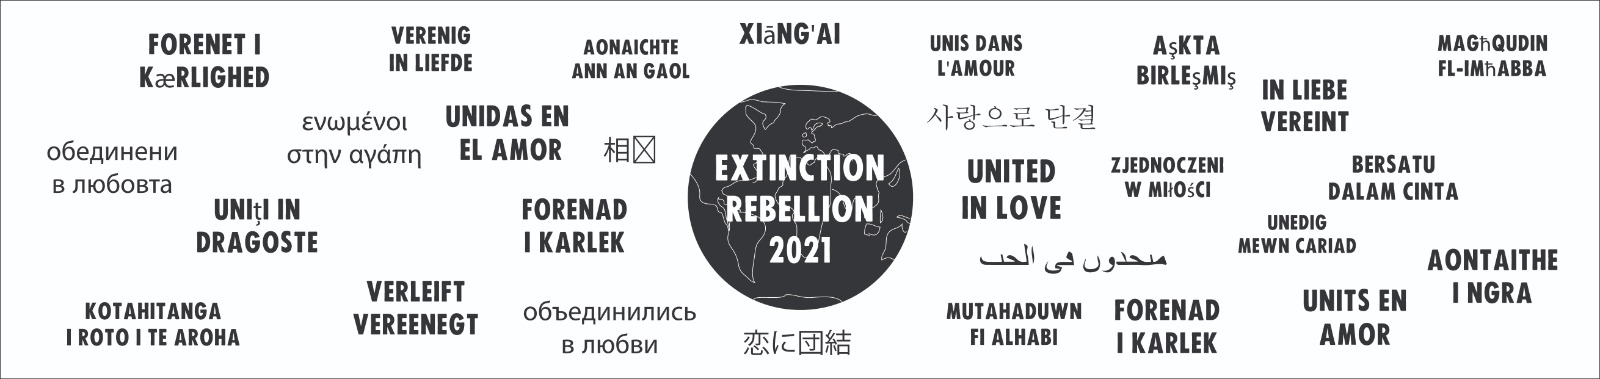 FORENET I
KæRLIGHED
VERENIG
IN LIEFDE
AONAICHTE
ANN AN GAOL
XIāNG'AI
UNIS DANS
L'AMOUR
AşKTA
BIRLEşMIş
MAGħQUDIN
FL-IMħABBA
IN LIEBE
VEREINT
ενωμένοι
στην αγάπη
UNIDAS EN
EL AMOR
相
사랑으로 단결
обединени
в любовта
EXTINCTION
REBELLION
2021
UNITED
IN LOVE
ZJEDNOCZENI
W MIłOśCI
BERSATU
DALAM CINTA
UNIţI IN
DRAGOSTE
FORENAD
I KARLEK
UNEDIG
MEWN CARIAD
متحدون في الحب
AONTAITHE
I NGRA
VERLEIFT
VEREENEGT
KOTAHITANGA
I ROTO I TE AROHA
объединились
в любви
恋に団結
MUTAHADUWN
FI ALHABI
FORENAD
I KARLEK
UNITS EN
AMOR